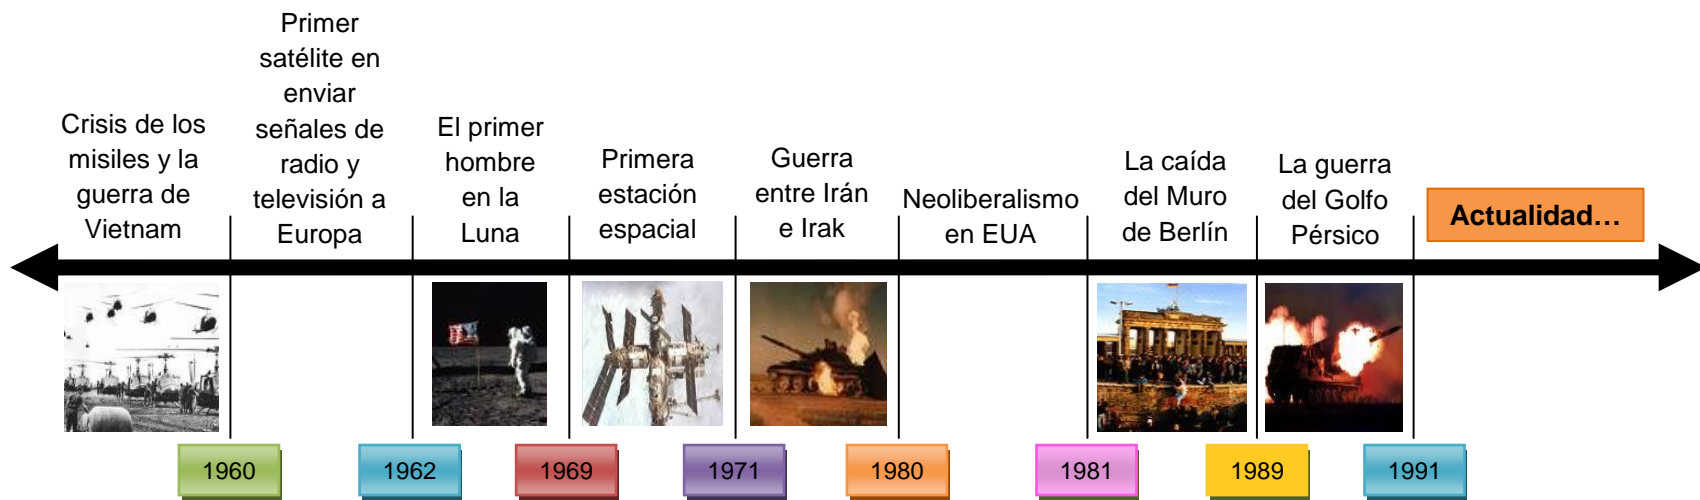 Crisis de los
misiles y la
guerra de
Vietnam
Primer
satélite en
enviar
señales de
radio y
televisión a
Europa
El primer
hombre
en la
Luna
Primera
estación
espacial
Guerra
entre Irán
e Irak
Neoliberalismo
en EUA
La caída
del Muro
de Berlín
La guerra
del Golfo
Pérsico
Actualidad...
1960
1962
1969
1971
1980
1981
1989
1991